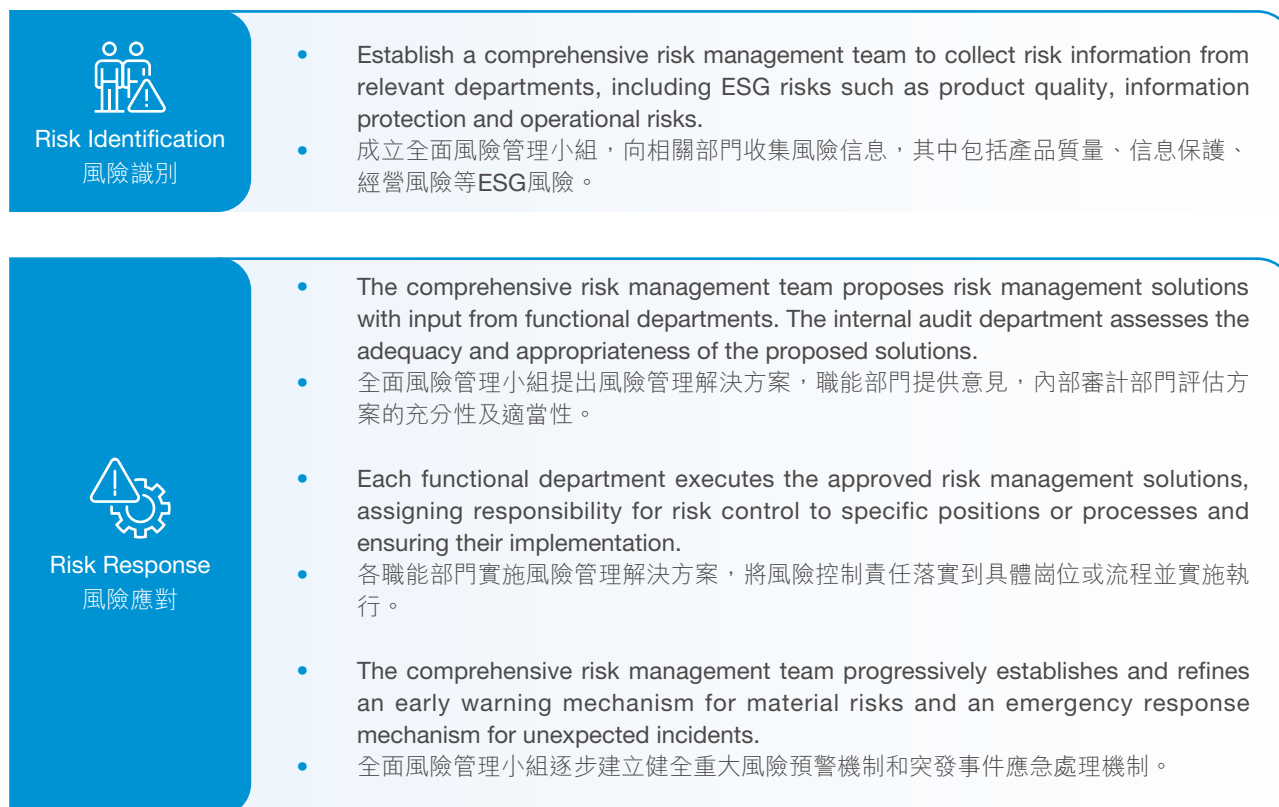 Risk Identification
風險識別
• Establish a comprehensive risk management team to collect risk information from
relevant departments, including ESG risks such as product quality, information
protection and operational risks.
• 成立全面風險管理小組，向相關部門收集風險信息，其中包括產品質量、信息保護、
經營風險等ESG風險。
Risk Response
風險應對
• The comprehensive risk management team proposes risk management solutions
with input from functional departments. The internal audit department assesses the
adequacy and appropriateness of the proposed solutions.
• 全面風險管理小組提出風險管理解決方案，職能部門提供意見，內部審計部門評估方
案的充分性及適當性。
• Each functional department executes the approved risk management solutions,
assigning responsibility for risk control to specific positions or processes and
ensuring their implementation.
• 各職能部門實施風險管理解決方案，將風險控制責任落實到具體崗位或流程並實施執
行。
• The comprehensive risk management team progressively establishes and refines
an early warning mechanism for material risks and an emergency response
mechanism for unexpected incidents.
• 全面風險管理小組逐步建立健全重大風險預警機制和突發事件應急處理機制。